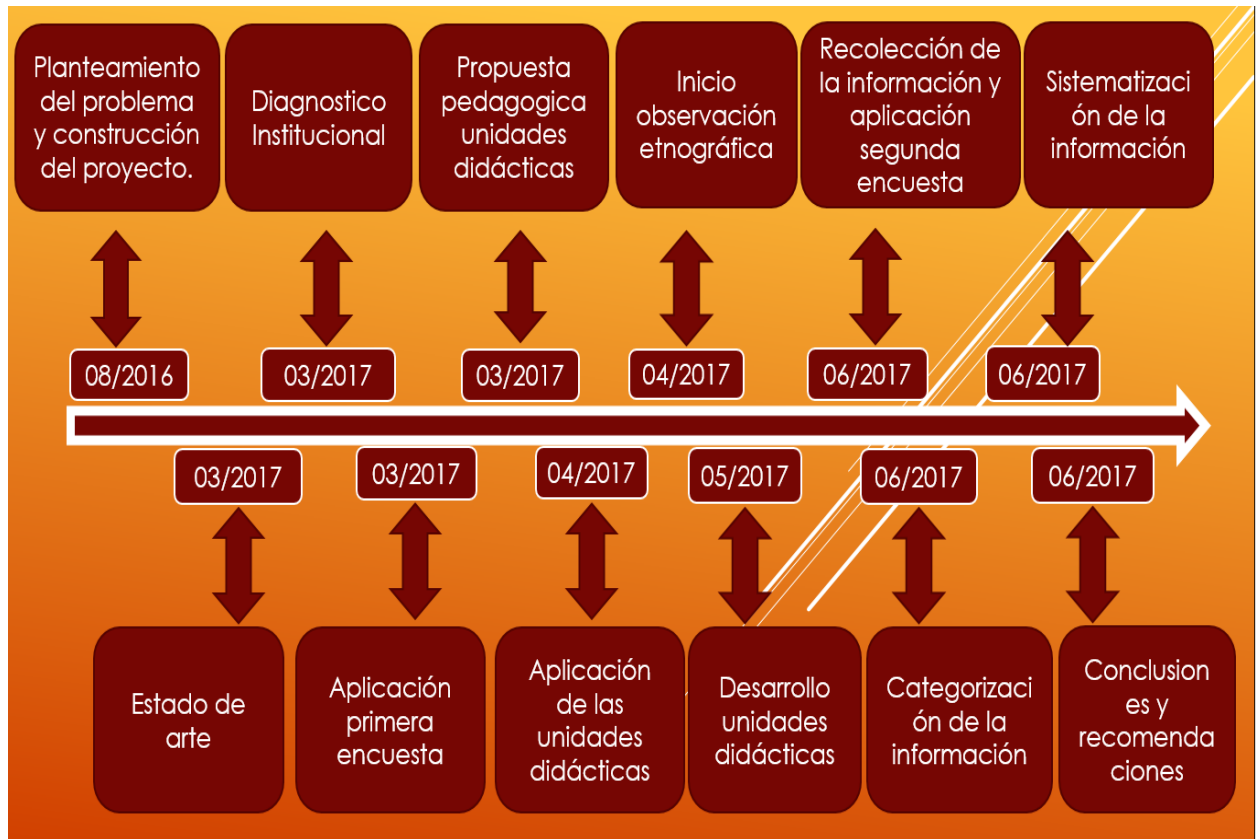 Planteamiento
del problema
y construcción
del proyecto.
Diagnostico
Institucional
Propuesta
pedagogica
unidades
didácticas
Inicio
observación
etnográfica
Recolección de
la información y
aplicación
segunda
encuesta
Sistematizaci
ón de la
información
08/2016
03/2017
03/2017
04/2017
06/2017
06/2017
03/2017
03/2017
04/2017
05/2017
06/2017
06/2017
Estado de
arte
Aplicación
primera
encuesta
Aplicación
de las
unidades
didácticas
Desarrollo
unidades
didácticas
Categorizaci
ón de la
información
Conclusion
es y
recomenda
ciones